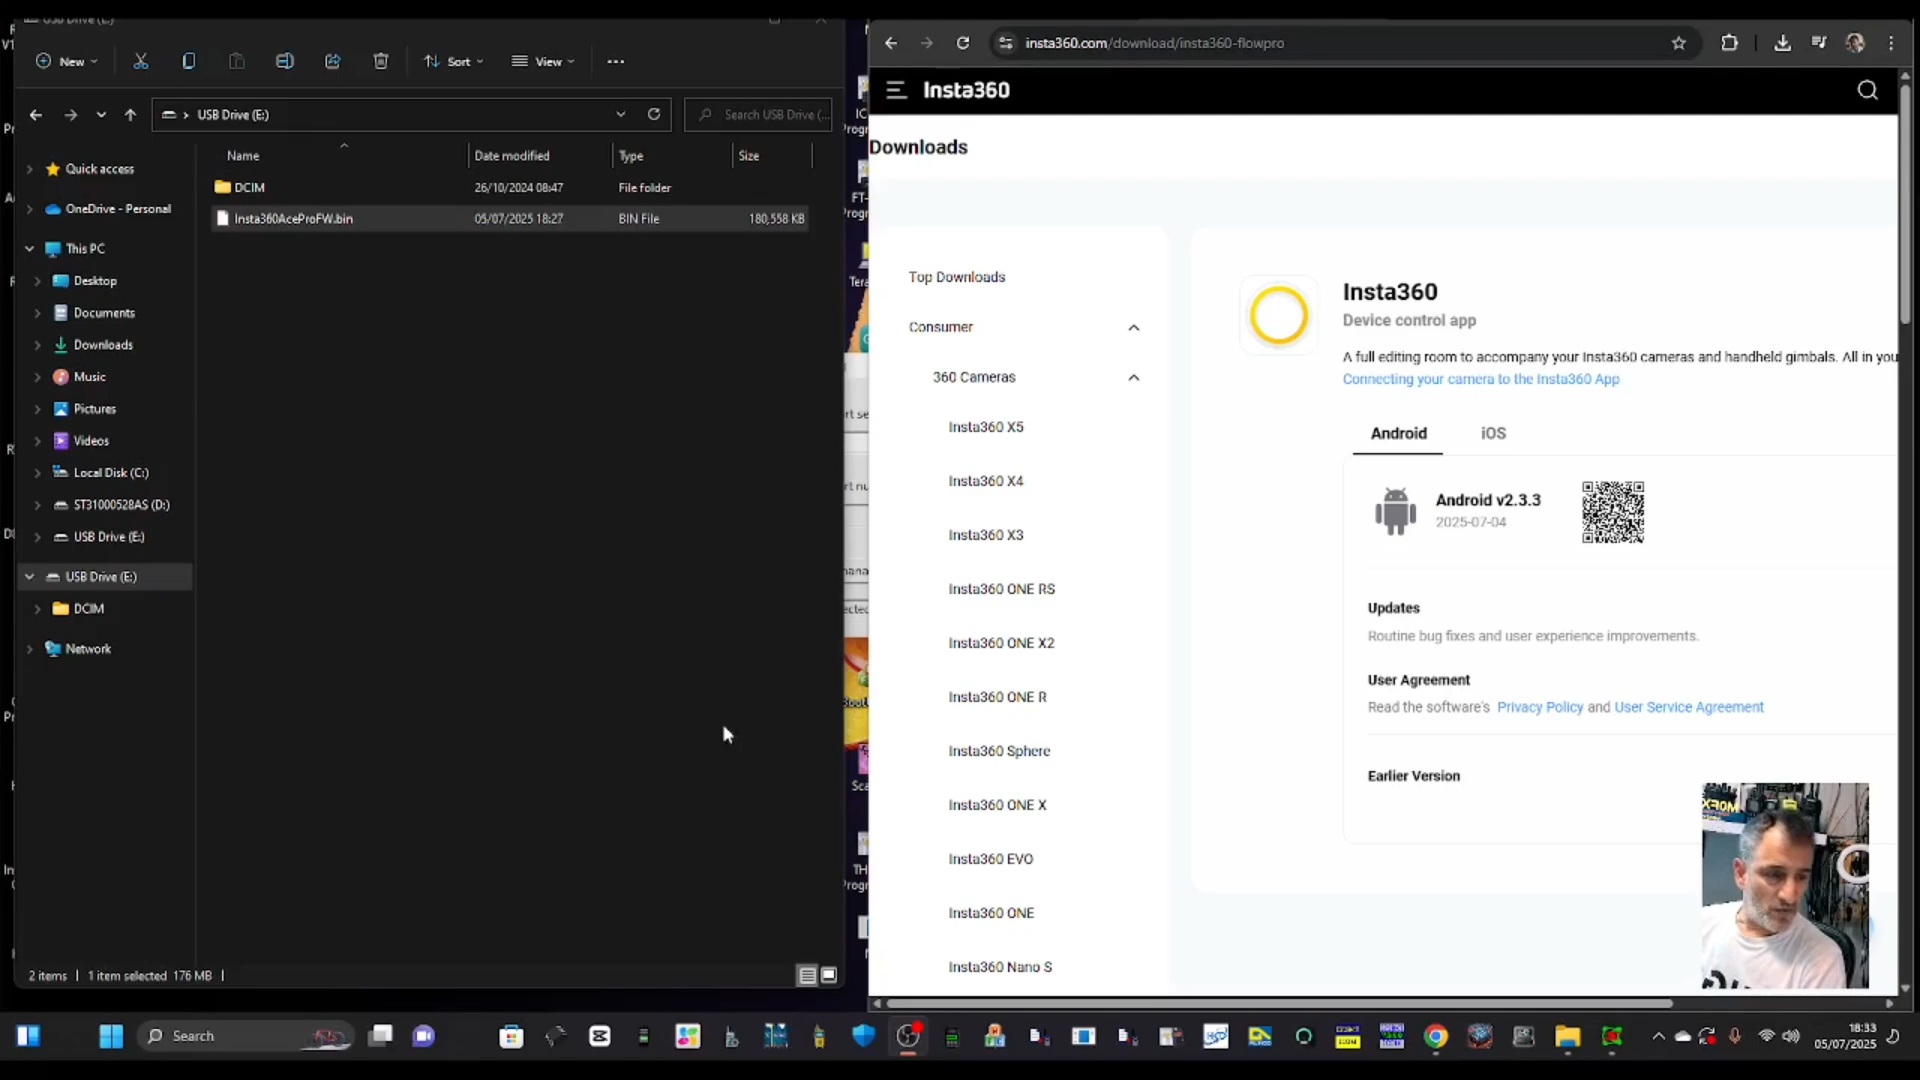 New
Sort
View
USB Drive (E:)
Search USB Drive (...
Name
Date modified
Type
Size
DCIM
26/10/2024 08:47
File folder
Insta360AceProFW.bin
05/07/2025 18:27
BIN File
180,558 KB
Quick access
OneDrive - Personal
This PC
Desktop
Documents
Downloads
Music
Pictures
Videos
Local Disk (C:)
ST31000528AS (D:)
USB Drive (E:)
USB Drive (E:)
DCIM
Network
2 items
1 item selected 176 MB
insta360.com/download/insta360-flowpro
Insta360
Downloads
Top Downloads
Consumer
360 Cameras
Insta360 X5
Insta360 X4
Insta360 X3
Insta360 ONE RS
Insta360 ONE X2
Insta360 ONE R
Insta360 Sphere
Insta360 ONE X
Insta360 EVO
Insta360 ONE
Insta360 Nano S
Insta360
Device control app
A full editing room to accompany your Insta360 cameras and handheld gimbals. All in you
Connecting your camera to the Insta360 App
Android
iOS
Android v2.3.3
2025-07-04
Updates
Routine bug fixes and user experience improvements.
User Agreement
Read the software's Privacy Policy and User Service Agreement
Earlier Version
Search
18:33
05/07/2025